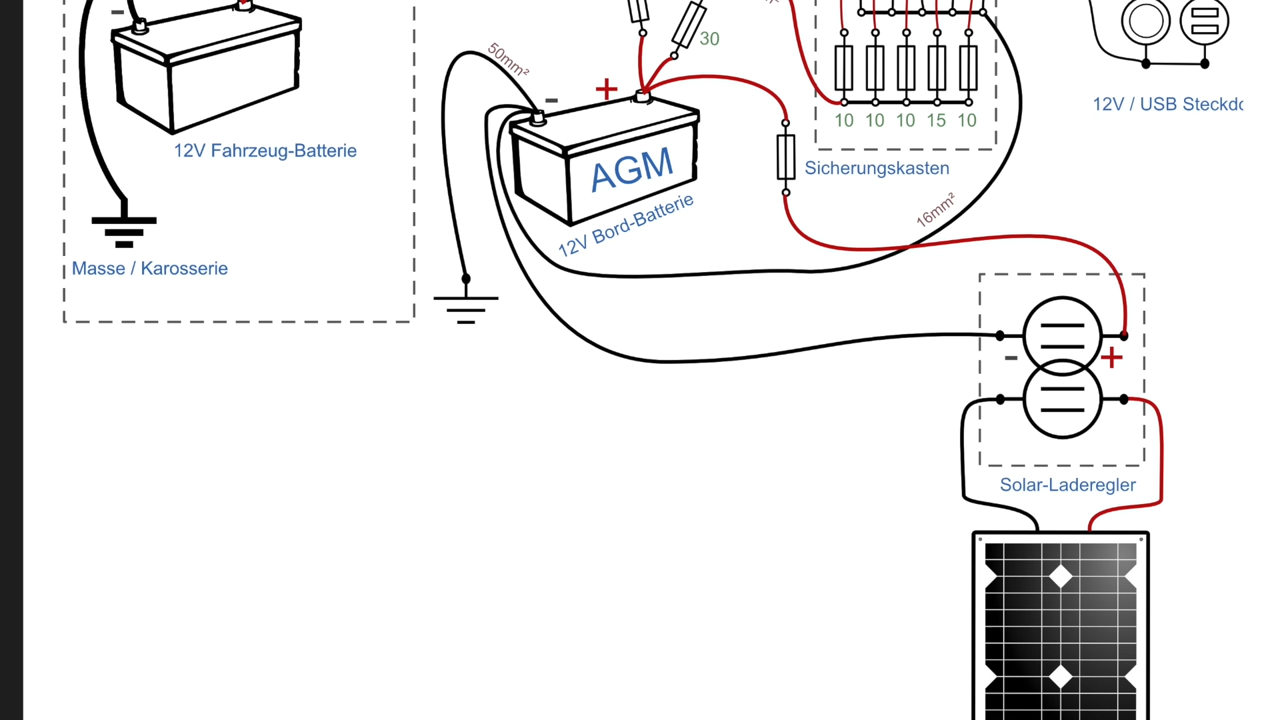 -
12V Fahrzeug-Batterie
Masse / Karosserie
50mm²
-
+
30
AGM
12V Bord-Batterie
10 10 10 15 10
Sicherungskasten
16mm²
12V / USB Steckd
-
+
Solar-Laderegler